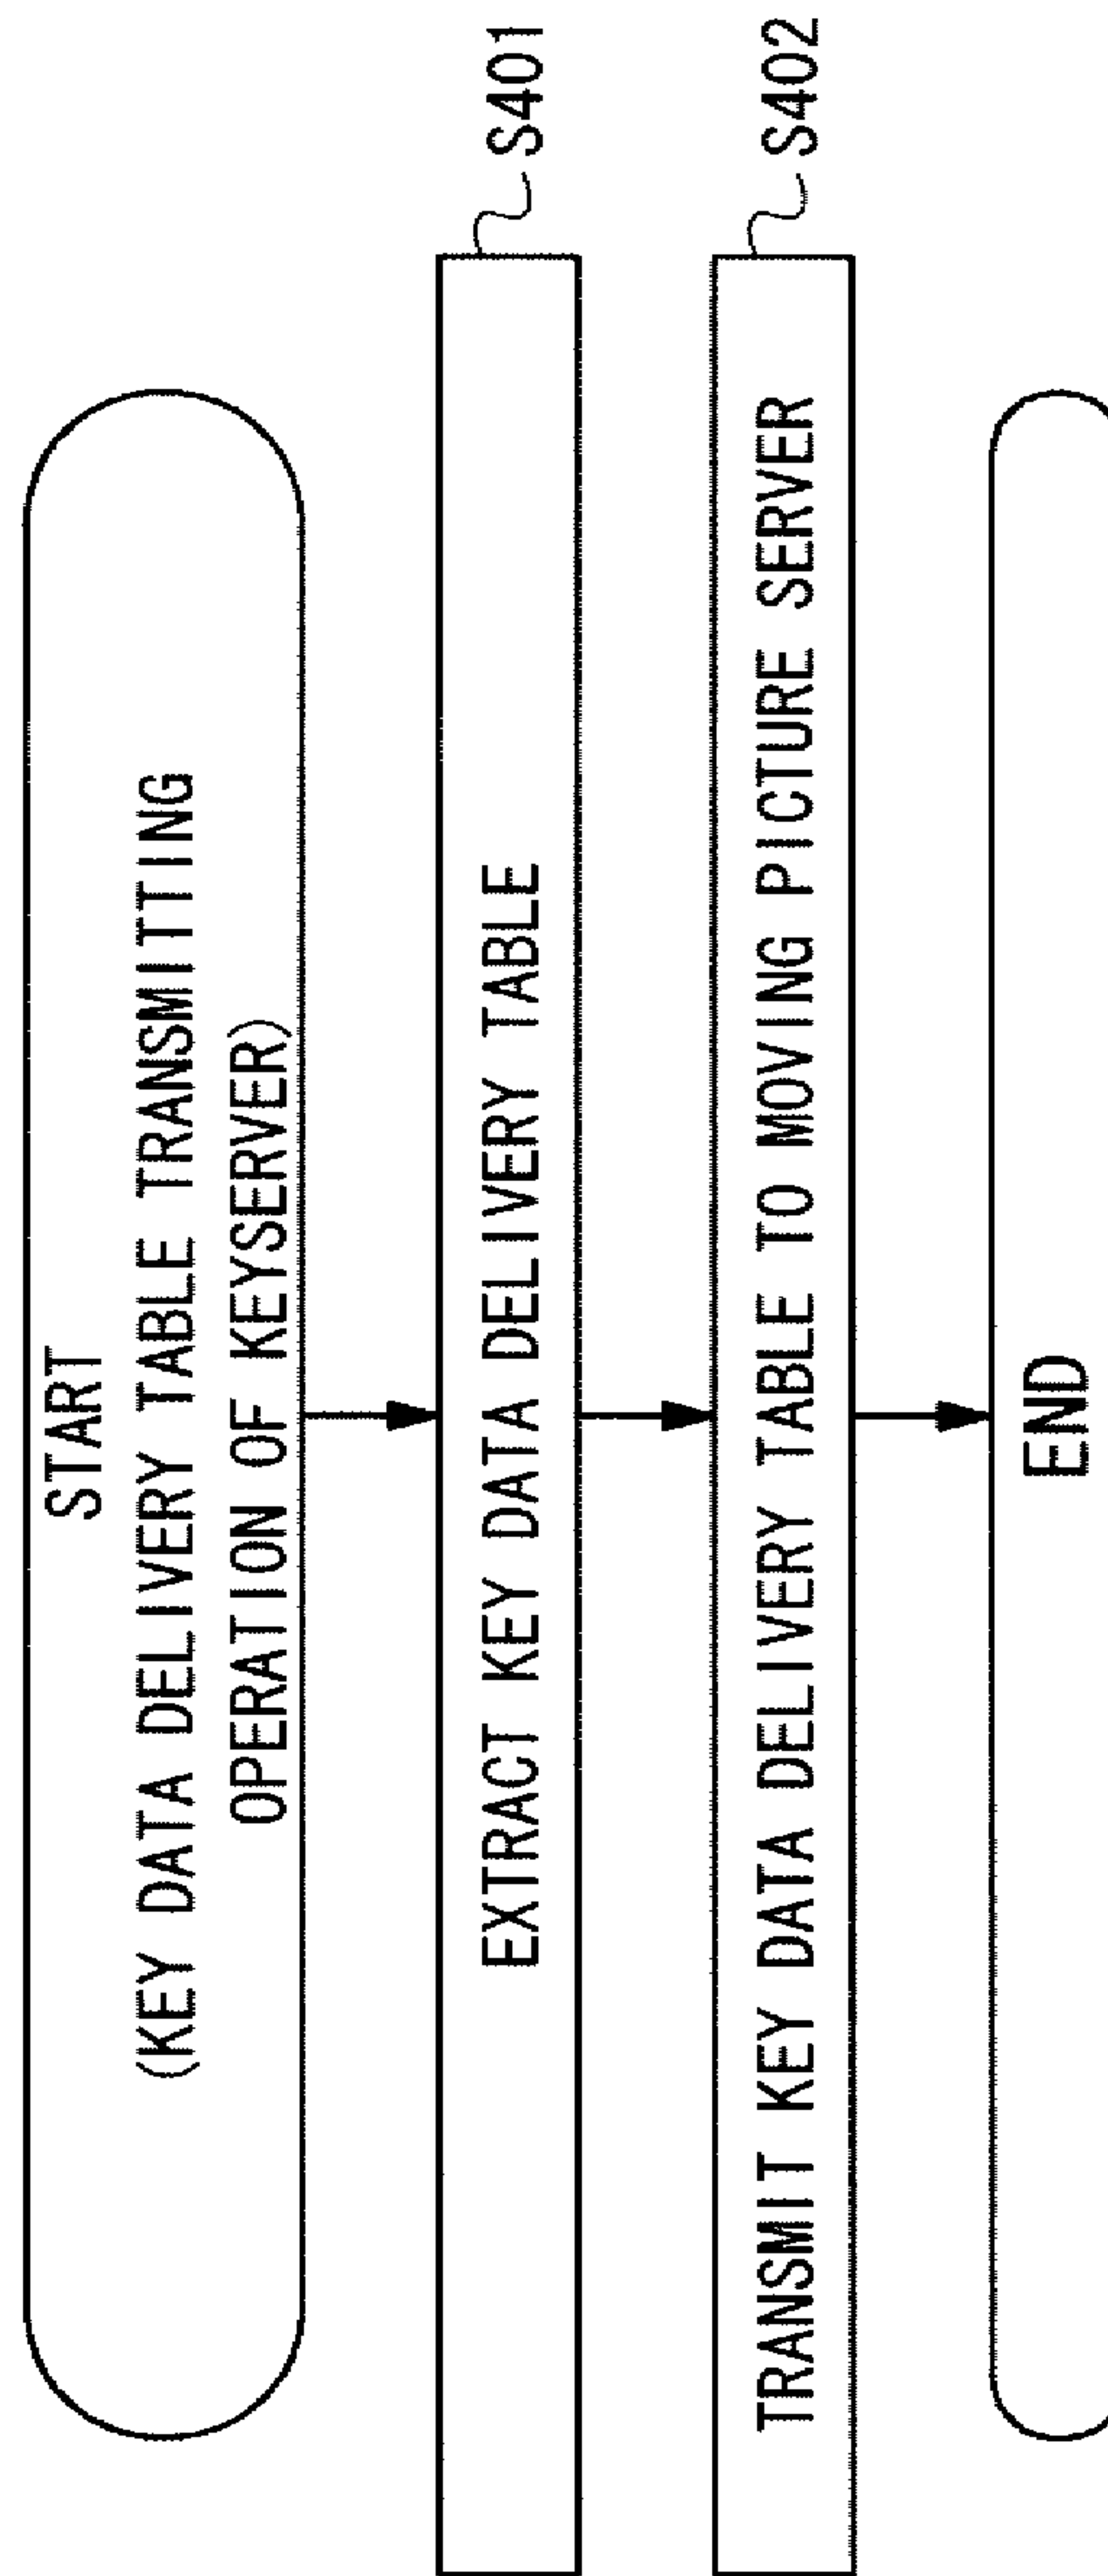 START
(KEY DATA DELIVERY TABLE TRANSMITTING
OPERATION OF KEYSERVER)
EXTRACT KEY DATA DELIVERY TABLE
S401
TRANSMIT KEY DATA DELIVERY TABLE TO MOVING PICTURE SERVER
S402
END